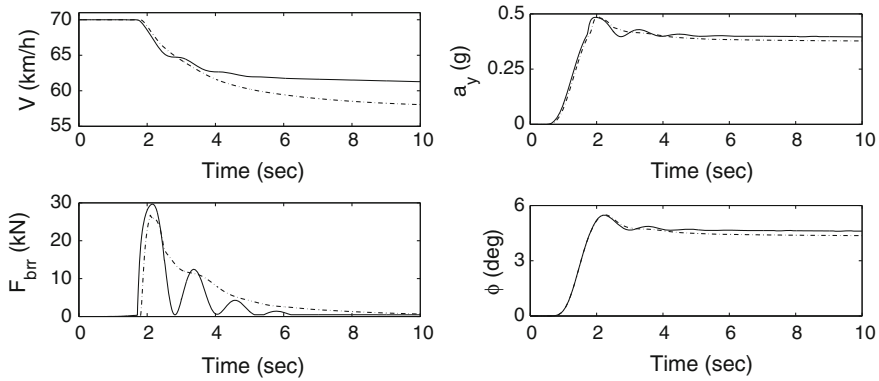 70
65
60
55
V (km/h)
0 2 4 6 8 10
Time (sec)
0.5
0.25
0
a_y (g)
0 2 4 6 8 10
Time (sec)
30
20
10
0
F_brr (kN)
0 2 4 6 8 10
Time (sec)
6
3
0
ϕ (deg)
0 2 4 6 8 10
Time (sec)